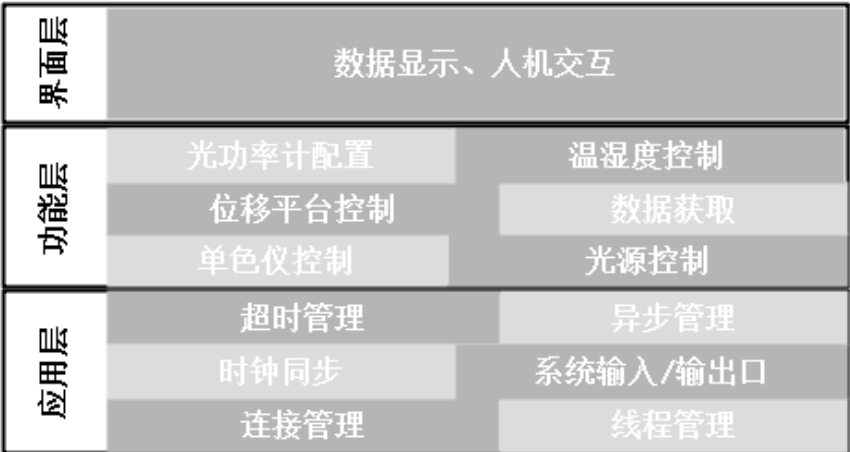 界面层
数据显示、人机交互
功能层
光功率计配置
温湿度控制
位移平台控制
数据获取
单色仪控制
光源控制
应用层
超时管理
异步管理
时钟同步
系统输入/输出口
连接管理
线程管理